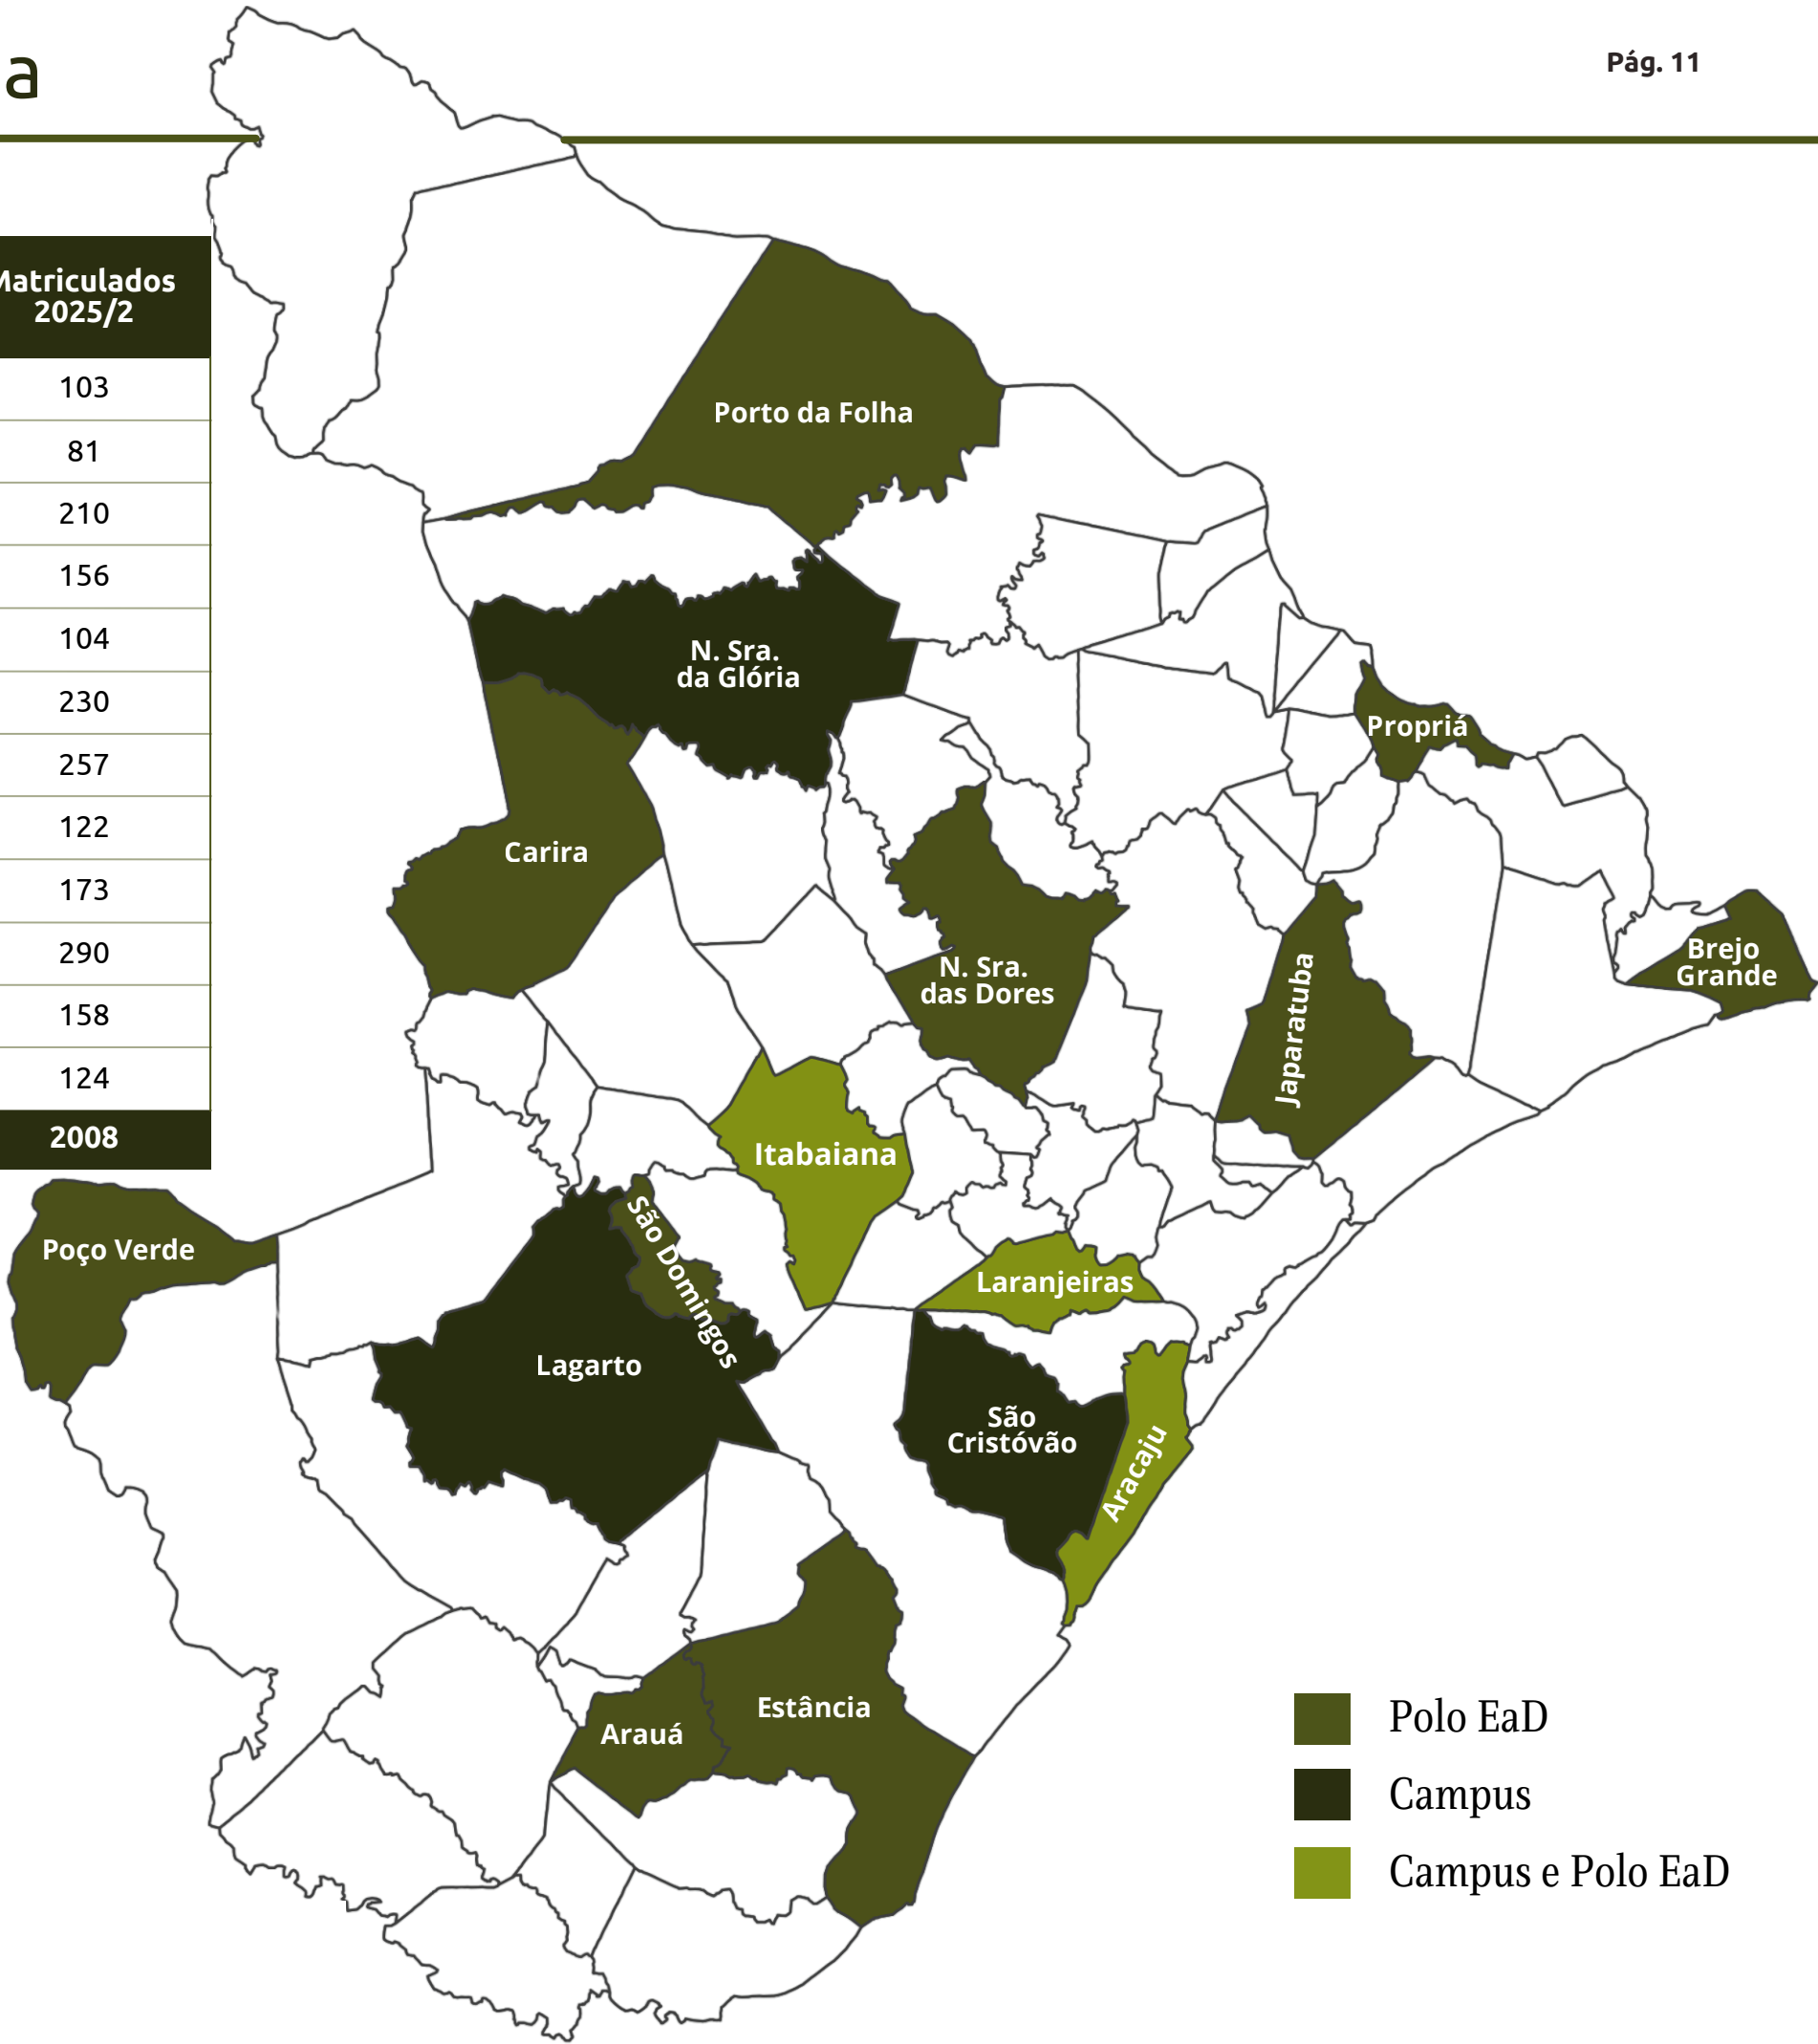 a
Pág. 11
Matriculados
2025/2
103
81
210
156
104
230
257
122
173
290
158
124
2008
Porto da Folha
N. Sra.
da Glória
Propriá
Carira
N. Sra.
das Dores
Brejo
Grande
Japaratuba
Itabaiana
Poço Verde
São Domingos
Laranjeiras
Lagarto
São
Cristóvão
Aracaju
Estância
Arauá
Polo EaD
Campus
Campus e Polo EaD